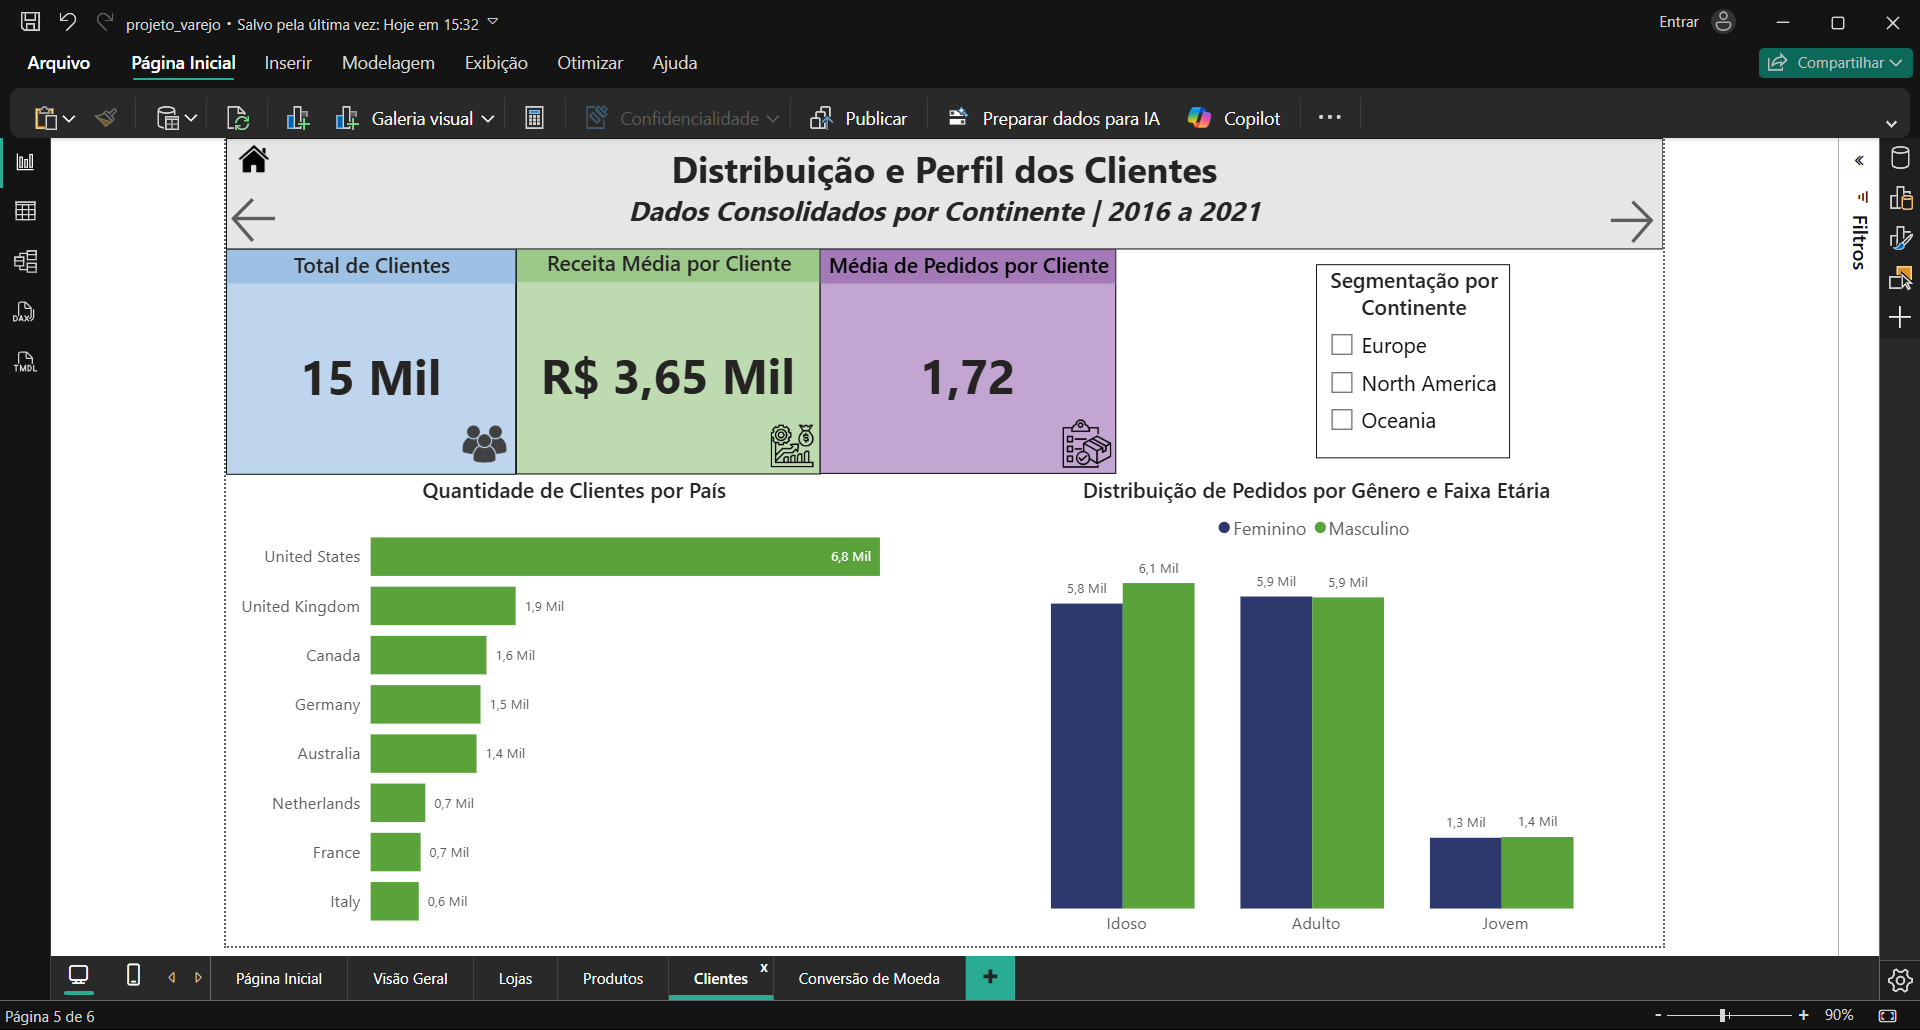 projeto_varejo • Salvo pela última vez: Hoje em 15:32
Entrar
Arquivo
Página Inicial
Inserir
Modelagem
Exibição
Otimizar
Ajuda
Compartilhar
Galeria visual
Confidencialidade
Publicar
Preparar dados para IA
Copilot
Distribuição e Perfil dos Clientes
Dados Consolidados por Continente | 2016 a 2021
Filtros
DAX
TMDL
Total de Clientes
15 Mil
Receita Média por Cliente
R$ 3,65 Mil
Média de Pedidos por Cliente
1,72
Segmentação por
Continente
Europe
North America
Oceania
Quantidade de Clientes por País
United States
6,8 Mil
United Kingdom
1,9 Mil
Canada
1,6 Mil
Germany
1,5 Mil
Australia
1,4 Mil
Netherlands
0,7 Mil
France
0,7 Mil
Italy
0,6 Mil
Distribuição de Pedidos por Gênero e Faixa Etária
Feminino
Masculino
5,8 Mil
6,1 Mil
5,9 Mil
5,9 Mil
1,3 Mil
1,4 Mil
Idoso
Adulto
Jovem
Página Inicial
Visão Geral
Lojas
Produtos
Clientes
x
Conversão de Moeda
Página 5 de 6
90%